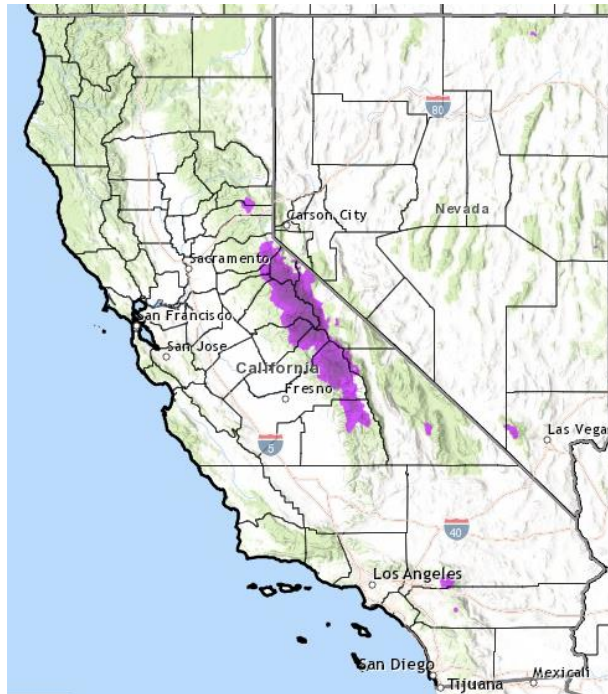 80
Carson City
Nevada
Sacramento
San Francisco
San Jose
California
Fresno
5
Las Vega
40
Los Angeles
San Diego
Tijuana
Mexicali